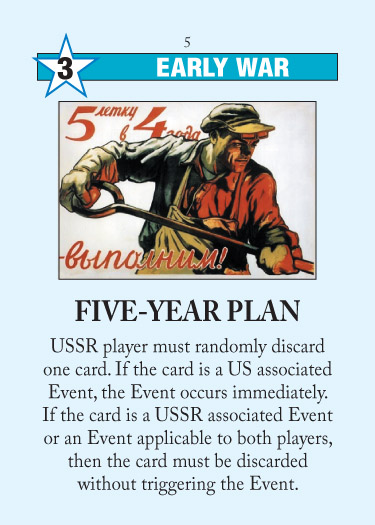 5
3
EARLY WAR
5 летку
в 4 года
-выполним!
FIVE-YEAR PLAN
USSR player must randomly discard
one card. If the card is a US associated
Event, the Event occurs immediately.
If the card is a USSR associated Event
or an Event applicable to both players,
then the card must be discarded
without triggering the Event.